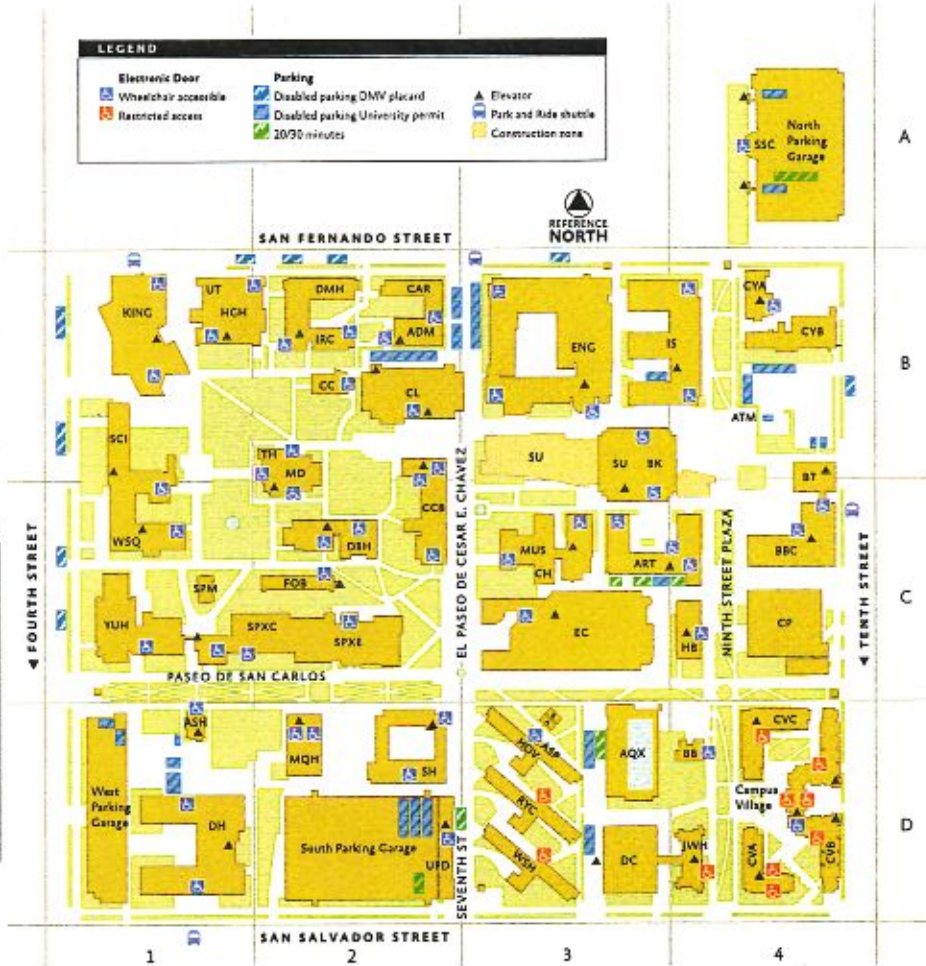 LEGEND
Electronic Door
Wheelchair accessible
Restricted access
Parking
Disabled parking DMV placard
Disabled parking University permit
20/30 minutes
Elevator
Park and Ride shuttle
Construction zone
SSC
North
Parking
Garage
A
REFERENCE
NORTH
SAN FERNANDO STREET
KING
UT
HGH
DMH
CAR
IRC
ADM
ENG
IS
CYA
CYB
B
CC
CL
ATM
SCI
TH
MD
SU
SU
BK
BT
CCB
WSQ
DBH
MUS
CH
ART
BBC
EL PASEO DE CESAR E. CHAVEZ
NINTH STREET PLAZA
FOURTH STREET
TENTH STREET
SPM
FOB
YUH
SPXC
SPXE
EC
HB
CP
C
PASEO DE SAN CARLOS
ASH
MQH
SH
HOV
ASB
AQX
BB
CVC
West
Parking
Garage
DH
South Parking Garage
UPD
SEVENTH ST
RYC
WSH
DC
JWH
Campus
Village
CVA
CVB
D
SAN SALVADOR STREET
1
2
3
4